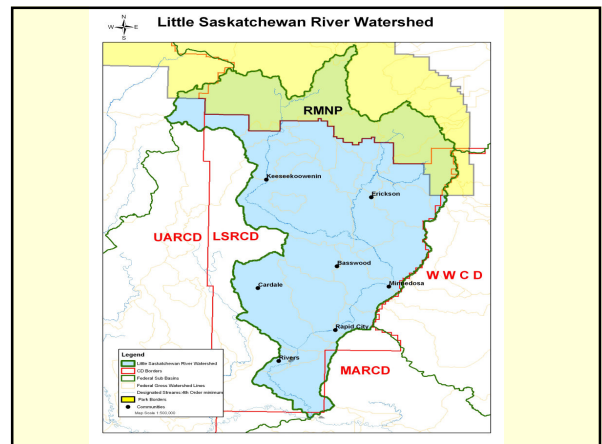 Little Saskatchewan River Watershed
N
W E
S
RMNP
Keeseekoowenin
Erickson
UARCD LSRCD
Basswood
WWCD
Cardale
Minnedosa
Rapid City
Rivers
MARCD
Legend
Little Saskatchewan River Watershed
CD Borders
Federal Sub Basins
Federal Gross Watershed Lines
Designated Streams 4th Order minimum
Park Borders
Communities